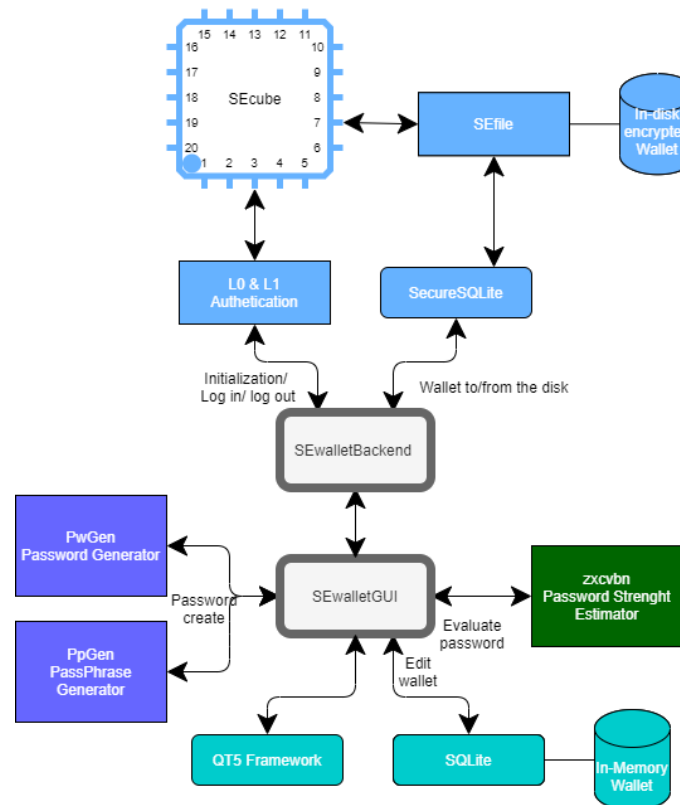 15 14 13 12 11
16 10
17 9
SEcube
18 8
19 7
20 6
1 2 3 4 5
SEfile
In-disk
encrypte
Wallet
L0 & L1
Authetication
SecureSQLite
Initialization/
Log in/ log out
Wallet to/from the disk
SEwalletBackend
PwGen
Password Generator
SEwalletGUI
zxcvbn
Password Strenght
Estimator
Password
create
Evaluate
password
PpGen
PassPhrase
Generator
Edit
wallet
QT5 Framework
SQLite
In-Memory
Wallet